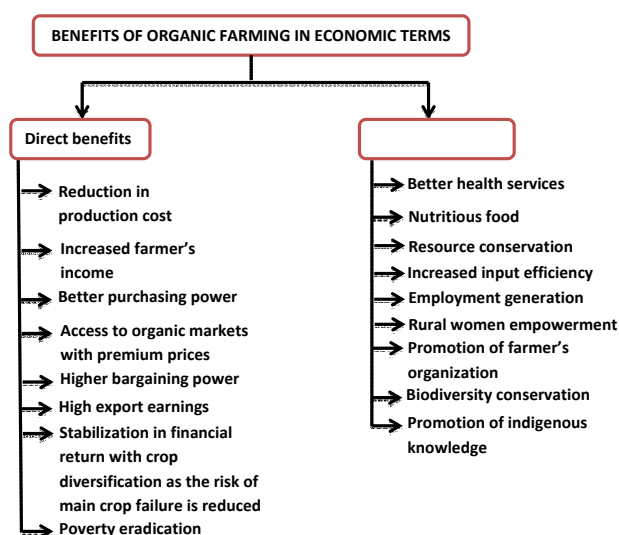 BENEFITS OF ORGANIC FARMING IN ECONOMIC TERMS
Direct benefits
Reduction in
production cost
Increased farmer's
income
Better purchasing power
Access to organic markets
with premium prices
Higher bargaining power
High export earnings
Stabilization in financial
return with crop
diversification as the risk of
main crop failure is reduced
Poverty eradication
Better health services
Nutritious food
Resource conservation
Increased input efficiency
Employment generation
Rural women empowerment
Promotion of farmer's
organization
Biodiversity conservation
Promotion of indigenous
knowledge